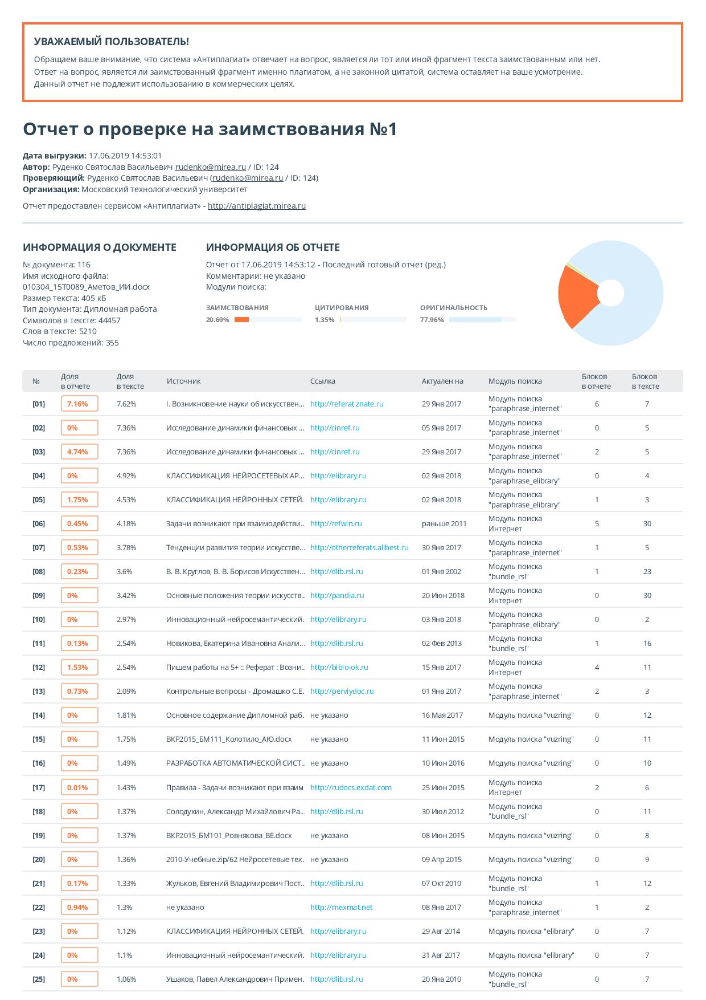 УВАЖАЕМЫЙ ПОЛЬЗОВАТЕЛЬ!
Обращаем ваше внимание, что система «Антиплагиат» отвечает на вопрос, является ли тот или иной фрагмент текста заимствованным или нет.
Ответ на вопрос, является ли заимствованный фрагмент именно плагиатом, а не законной цитатой, система оставляет на ваше усмотрение.
Данный отчет не подлежит использованию в коммерческих целях.
Отчет о проверке на заимствования №1
Дата выгрузки: 17.06.2019 14:53:01
Автор: Руденко Святослав Васильевич rudenko@mirea.ru / ID: 124
Проверяющий: Руденко Святослав Васильевич (rudenko@mirea.ru / ID: 124)
Организация: Московский технологический университет
Отчет предоставлен сервисом «Антиплагиат» - http://antiplagiat.mirea.ru
ИНФОРМАЦИЯ О ДОКУМЕНТЕ
№ документа: 116
Имя исходного файла:
010304_15Т0089_Аметов_ИИ.docx
Размер текста: 405 кБ
Тип документа: Дипломная работа
Символов в тексте: 44457
Слов в тексте: 5210
Число предложений: 355
ИНФОРМАЦИЯ ОБ ОТЧЕТЕ
Отчет от 17.06.2019 14:53:12 - Последний готовый отчет (ред.)
Комментарии: не указано
Модули поиска:
ЗАИМСТВОВАНИЯ ЦИТИРОВАНИЯ ОРИГИНАЛЬНОСТЬ
20.69% 1.35% 77.96%
№ Доля в отчете Доля в тексте Источник Ссылка Актуален на Модуль поиска Блоков в отчете Блоков в тексте
[01] 7.16% 7.62% I. Возникновение науки об искусствен... http://referat.znate.ru 29 Янв 2017 Модуль поиска "paraphrase_internet" 6 7
[02] 0% 7.36% Исследование динамики финансовых ... http://cinref.ru 05 Янв 2017 Модуль поиска "paraphrase_internet" 0 5
[03] 4.74% 7.36% Исследование динамики финансовых ... http://cinref.ru 29 Янв 2017 Модуль поиска "paraphrase_internet" 2 5
[04] 0% 4.92% КЛАССИФИКАЦИЯ НЕЙРОСЕТЕВЫХ АР... http://elibrary.ru 02 Янв 2018 Модуль поиска "paraphrase_elibrary" 0 4
[05] 1.75% 4.53% КЛАССИФИКАЦИЯ НЕЙРОННЫХ СЕТЕЙ. http://elibrary.ru 02 Янв 2018 Модуль поиска "paraphrase_elibrary" 1 3
[06] 0.45% 4.18% Задачи возникают при взаимодействи.. http://refwin.ru раньше 2011 Модуль поиска Интернет 5 30
[07] 0.53% 3.78% Тенденции развития теории искусстве... http://otherreferats.allbest.ru 30 Янв 2017 Модуль поиска "paraphrase_internet" 1 5
[08] 0.23% 3.6% В. В. Круглов, В. В. Борисов Искусствен... http://dlib.rsl.ru 01 Янв 2002 Модуль поиска "bundle_rsl" 1 23
[09] 0% 3.42% Основные положения теории искусств.. http://pandia.ru 20 Июн 2018 Модуль поиска Интернет 0 30
[10] 0% 2.97% Инновационный нейросемантический. http://elibrary.ru 03 Янв 2018 Модуль поиска "paraphrase_elibrary" 0 2
[11] 0.13% 2.54% Новикова, Екатерина Ивановна Анали... http://dlib.rsl.ru 02 Фев 2013 Модуль поиска "bundle_rsl" 1 16
[12] 1.53% 2.54% Пишем работы на 5+ :: Реферат : Возни.. http://biblo-ok.ru 15 Янв 2017 Модуль поиска Интернет 4 11
[13] 0.73% 2.09% Контрольные вопросы - Дромашко С.Е. http://perviydoc.ru 01 Янв 2017 Модуль поиска "paraphrase_internet" 2 3
[14] 0% 1.81% Основное содержание Дипломной раб. не указано 16 Мая 2017 Модуль поиска "vuzring" 0 12
[15] 0% 1.75% ВКР2015_БМ111_Колотило_АЮ.docx не указано 11 Июн 2015 Модуль поиска "vuzring" 0 11
[16] 0% 1.49% РАЗРАБОТКА АВТОМАТИЧЕСКОЙ СИСТ.. не указано 10 Июн 2016 Модуль поиска "vuzring" 0 10
[17] 0.01% 1.43% Правила - Задачи возникают при взаим http://rudocs.exdat.com 25 Июн 2015 Модуль поиска Интернет 2 6
[18] 0% 1.37% Солодухин, Александр Михайлович Ра.. http://dlib.rsl.ru 30 Июл 2012 Модуль поиска "bundle_rsl" 0 11
[19] 0% 1.37% ВКР2015_БМ101_Ровнякова_ВЕ.docx не указано 08 Июн 2015 Модуль поиска "vuzring" 0 8
[20] 0% 1.36% 2010-Учебные.zip/62 Нейросетевые тех. не указано 09 Апр 2015 Модуль поиска "vuzring" 0 9
[21] 0.17% 1.33% Жульков, Евгений Владимирович Пост.. http://dlib.rsl.ru 07 Окт 2010 Модуль поиска "bundle_rsl" 1 12
[22] 0.94% 1.3% не указано http://mexmat.net 08 Янв 2017 Модуль поиска "paraphrase_internet" 1 2
[23] 0% 1.12% КЛАССИФИКАЦИЯ НЕЙРОННЫХ СЕТЕЙ. http://elibrary.ru 29 Авг 2014 Модуль поиска "elibrary" 0 7
[24] 0% 1.1% Инновационный нейросемантический. http://elibrary.ru 31 Авг 2017 Модуль поиска "elibrary" 0 7
[25] 0% 1.06% Ушаков, Павел Александрович Примен. http://dlib.rsl.ru 20 Янв 2010 Модуль поиска "bundle_rsl" 0 7